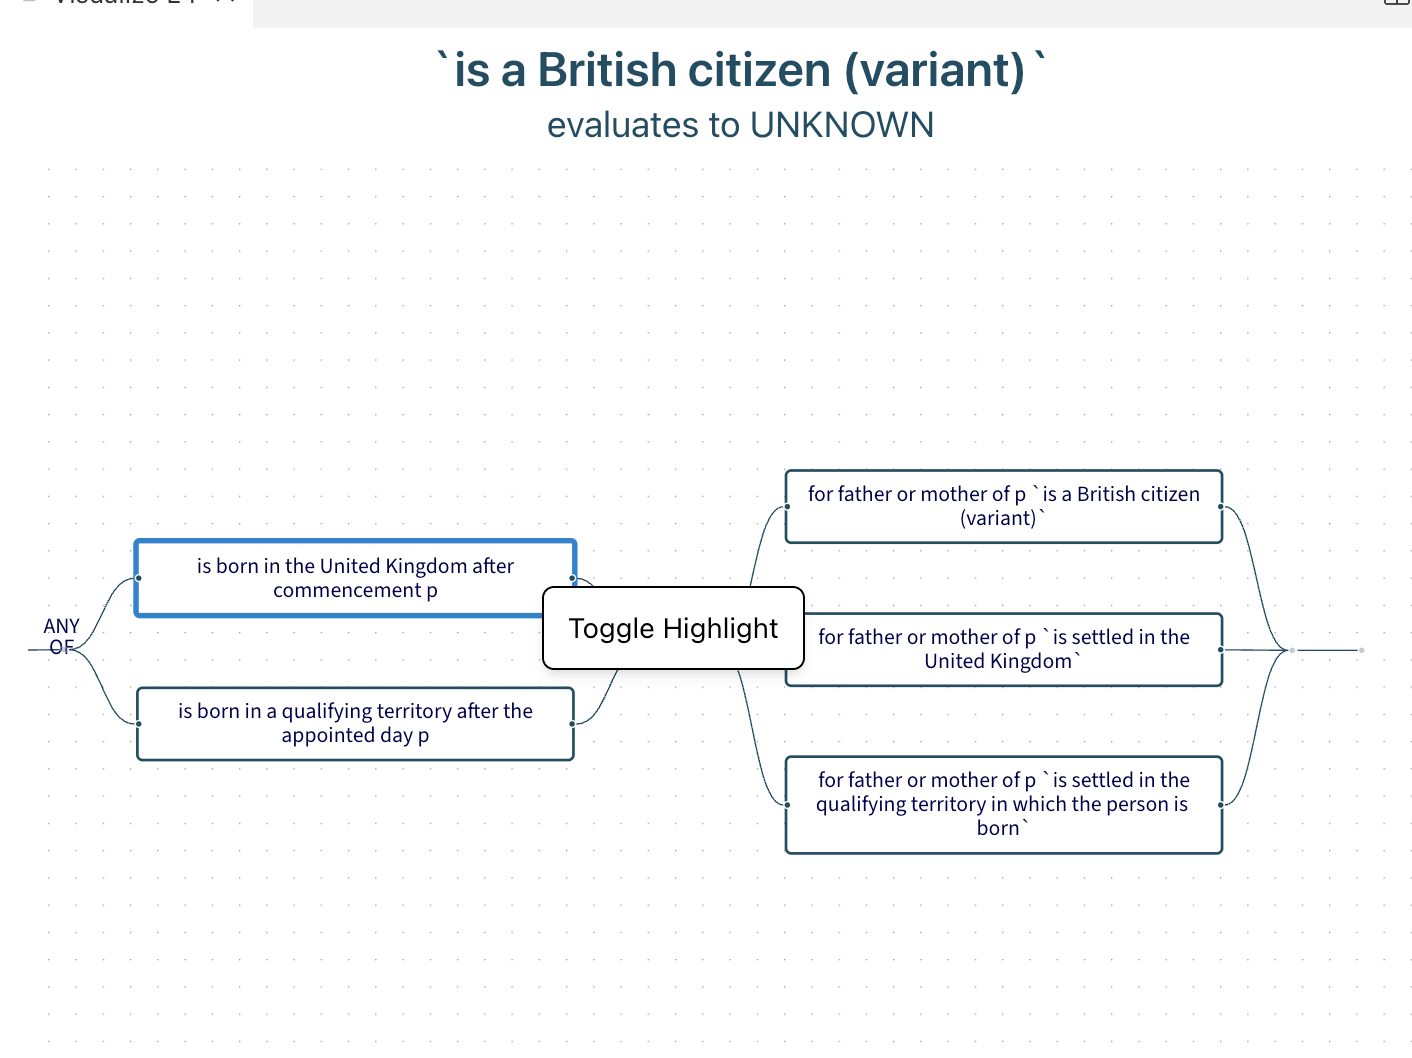 `is a British citizen (variant)`
evaluates to UNKNOWN
for father or mother of p `is a British citizen
(variant)`
is born in the United Kingdom after
commencement p
ANY
OF
Toggle Highlight
for father or mother of p `is settled in the
United Kingdom`
is born in a qualifying territory after the
appointed day p
for father or mother of p `is settled in the
qualifying territory in which the person is
born`